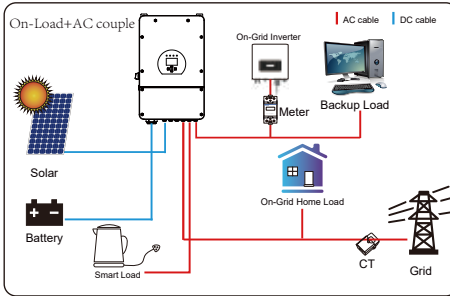 On-Load+AC couple
AC cable
DC cable
On-Grid Inverter
Meter
Backup Load
Solar
On-Grid Home Load
Battery
Smart Load
CT
Grid